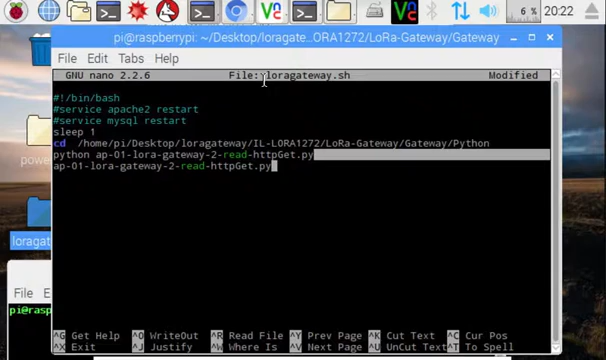 6 %
20:22
pi@raspberrypi: ~/Desktop/loragate...ORA1272/LoRa-Gateway/Gateway
File Edit Tabs Help
GNU nano 2.2.6 File: loragateway.sh Modified
#!/bin/bash
#service apache2 restart
#service mysql restart
sleep 1
cd /home/pi/Desktop/loragateway/IL-LORA1272/LoRa-Gateway/Gateway/Python
python ap-01-lora-gateway-2-read-httpGet.py
ap-01-lora-gateway-2-read-httpGet.py
powe
loraga
File E
pi@rasp
^G Get Help ^O WriteOut ^R Read File ^Y Prev Page ^K Cut Text ^C Cur Pos
^X Exit ^J Justify ^W Where Is ^V Next Page ^U UnCut Text ^T To Spell